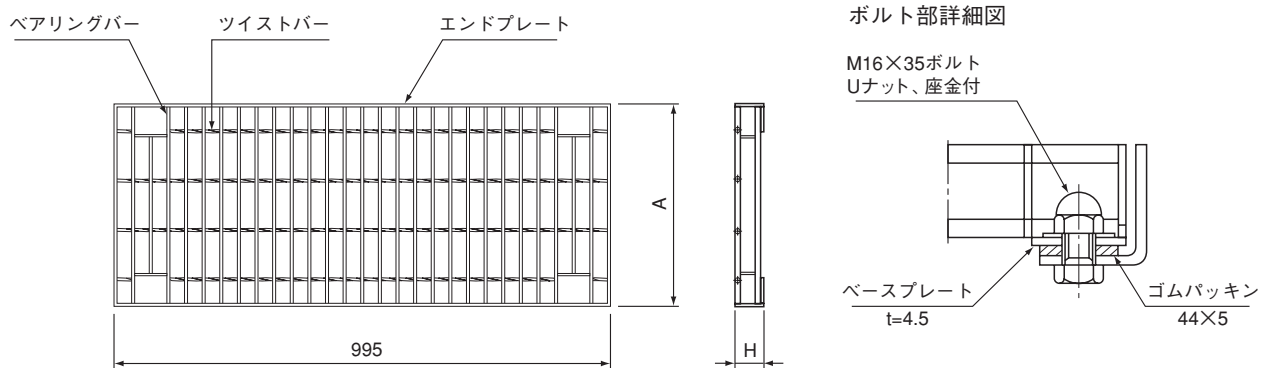 ベアリングバー
ツイストバー
エンドプレート
A
995
H
ボルト部詳細図
M16×35ボルト
Uナット、座金付
ベースプレート
t=4.5
ゴムパッキン
44×5